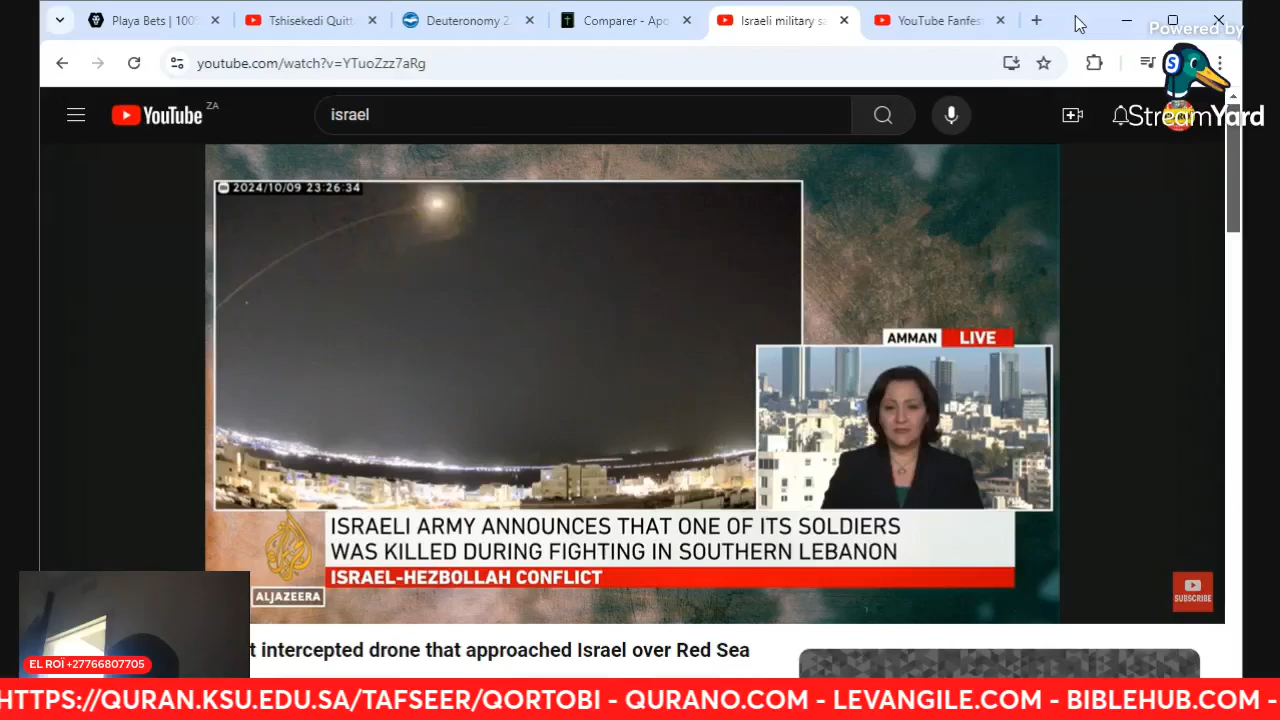 Playa Bets | 100
Tshisekedi Quitt
Deuteronomy 2
Comparer - Apo
Israeli military sa
YouTube Fanfes
Powered by
StreamYard
youtube.com/watch?v=YTuoZzz7aRg
YouTube ZA
israel
2024/10/09 23:26:34
AMMAN LIVE
ISRAELI ARMY ANNOUNCES THAT ONE OF ITS SOLDIERS
WAS KILLED DURING FIGHTING IN SOUTHERN LEBANON
ISRAEL-HEZBOLLAH CONFLICT
ALJAZEERA
SUBSCRIBE
t intercepted drone that approached Israel over Red Sea
EL ROÏ +27766807705
HTTPS://QURAN.KSU.EDU.SA/TAFSEER/QORTOBI - QURANO.COM - LEVANGILE.COM - BIBLEHUB.COM -